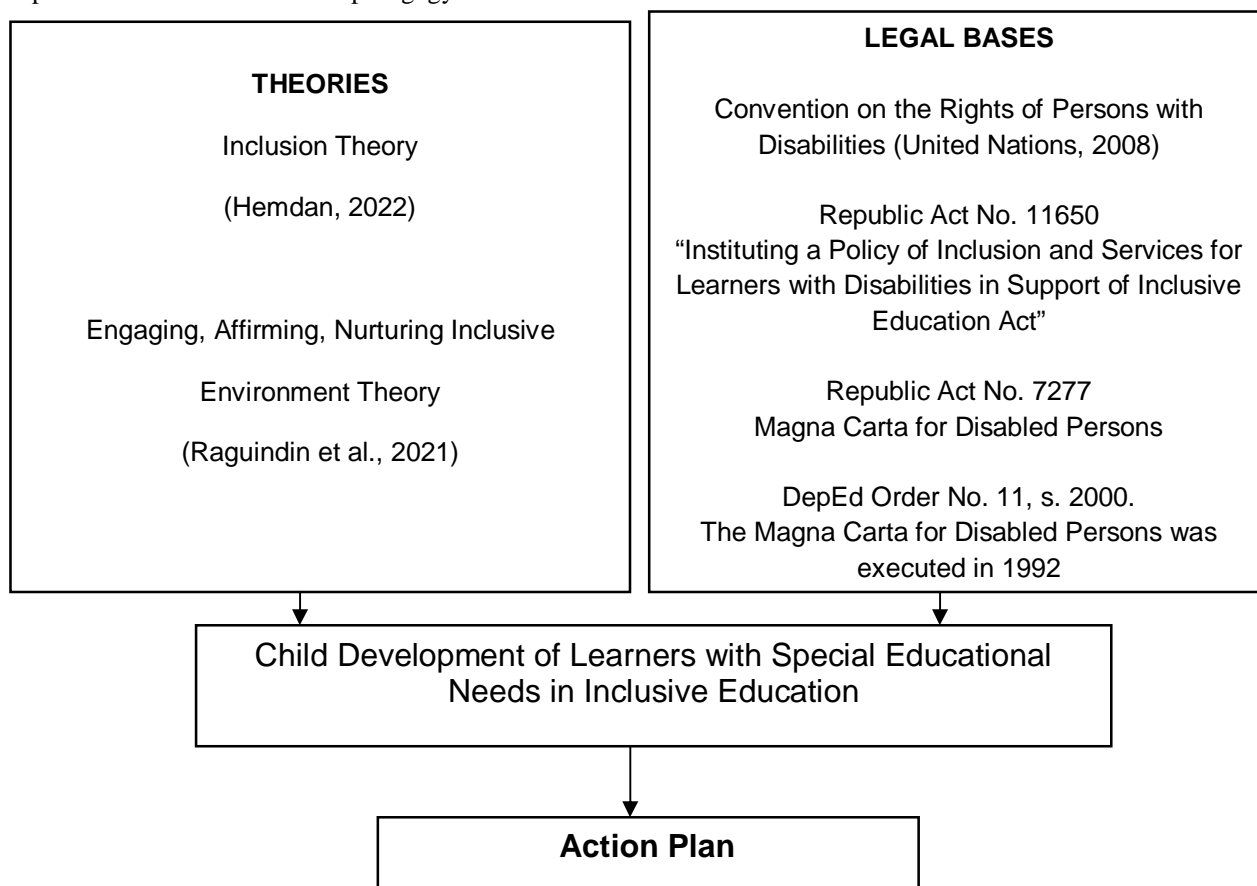 THEORIES
Inclusion Theory
(Hemdan, 2022)
Engaging, Affirming, Nurturing Inclusive
Environment Theory
(Raguindin et al., 2021)
LEGAL BASES
Convention on the Rights of Persons with
Disabilities (United Nations, 2008)
Republic Act No. 11650
“Instituting a Policy of Inclusion and Services for
Learners with Disabilities in Support of Inclusive
Education Act”
Republic Act No. 7277
Magna Carta for Disabled Persons
DepEd Order No. 11, s. 2000.
The Magna Carta for Disabled Persons was
executed in 1992
Child Development of Learners with Special Educational
Needs in Inclusive Education
Action Plan